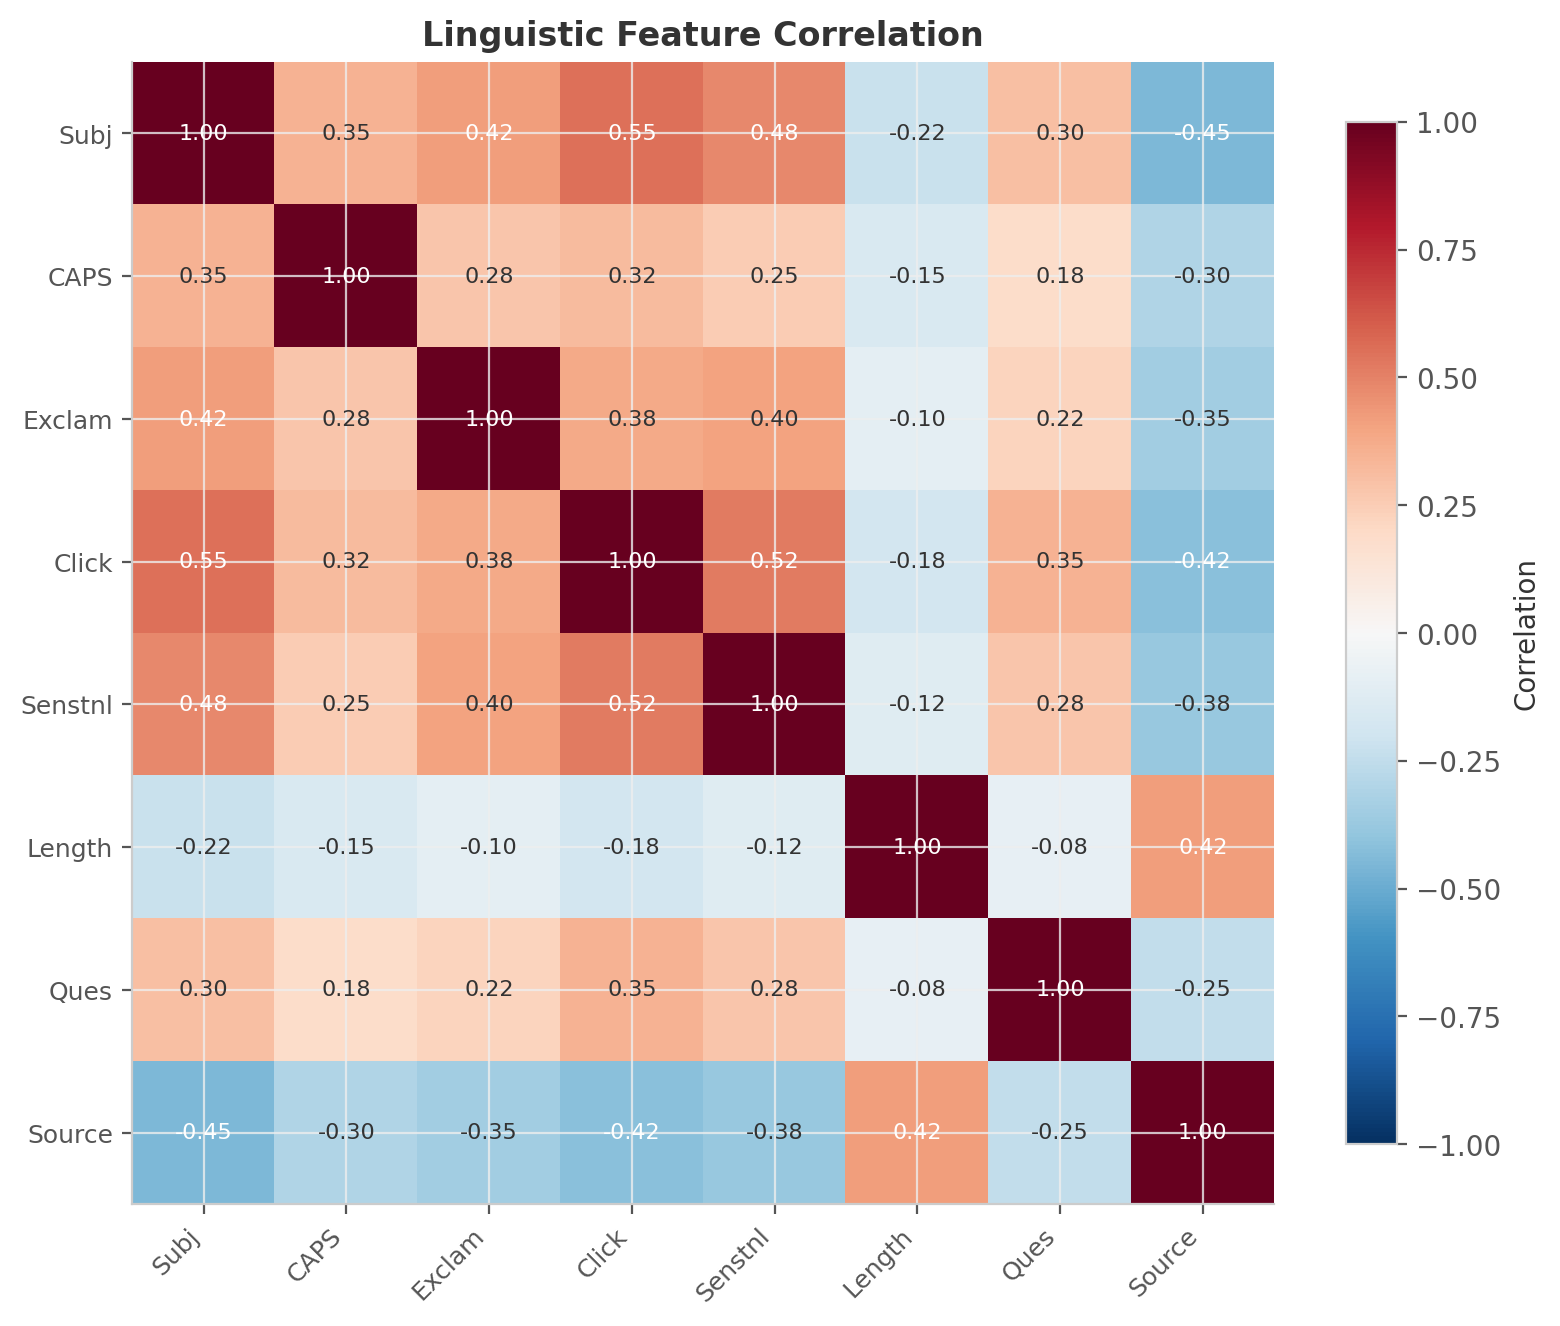 Linguistic Feature Correlation
Subj 1.00 0.35 0.42 0.55 0.48 -0.22 0.30 -0.45
CAPS 0.35 1.00 0.28 0.32 0.25 -0.15 0.18 -0.30
Exclam 0.42 0.28 1.00 0.38 0.40 -0.10 0.22 -0.35
Click 0.55 0.32 0.38 1.00 0.52 -0.18 0.35 -0.42
Senstnl 0.48 0.25 0.40 0.52 1.00 -0.12 0.28 -0.38
Length -0.22 -0.15 -0.10 -0.18 -0.12 1.00 -0.08 0.42
Ques 0.30 0.18 0.22 0.35 0.28 -0.08 1.00 -0.25
Source -0.45 -0.30 -0.35 -0.42 -0.38 0.42 -0.25 1.00
Subj CAPS Exclam Click Senstnl Length Ques Source
1.00
0.75
0.50
0.25
0.00
−0.25
−0.50
−0.75
−1.00
Correlation